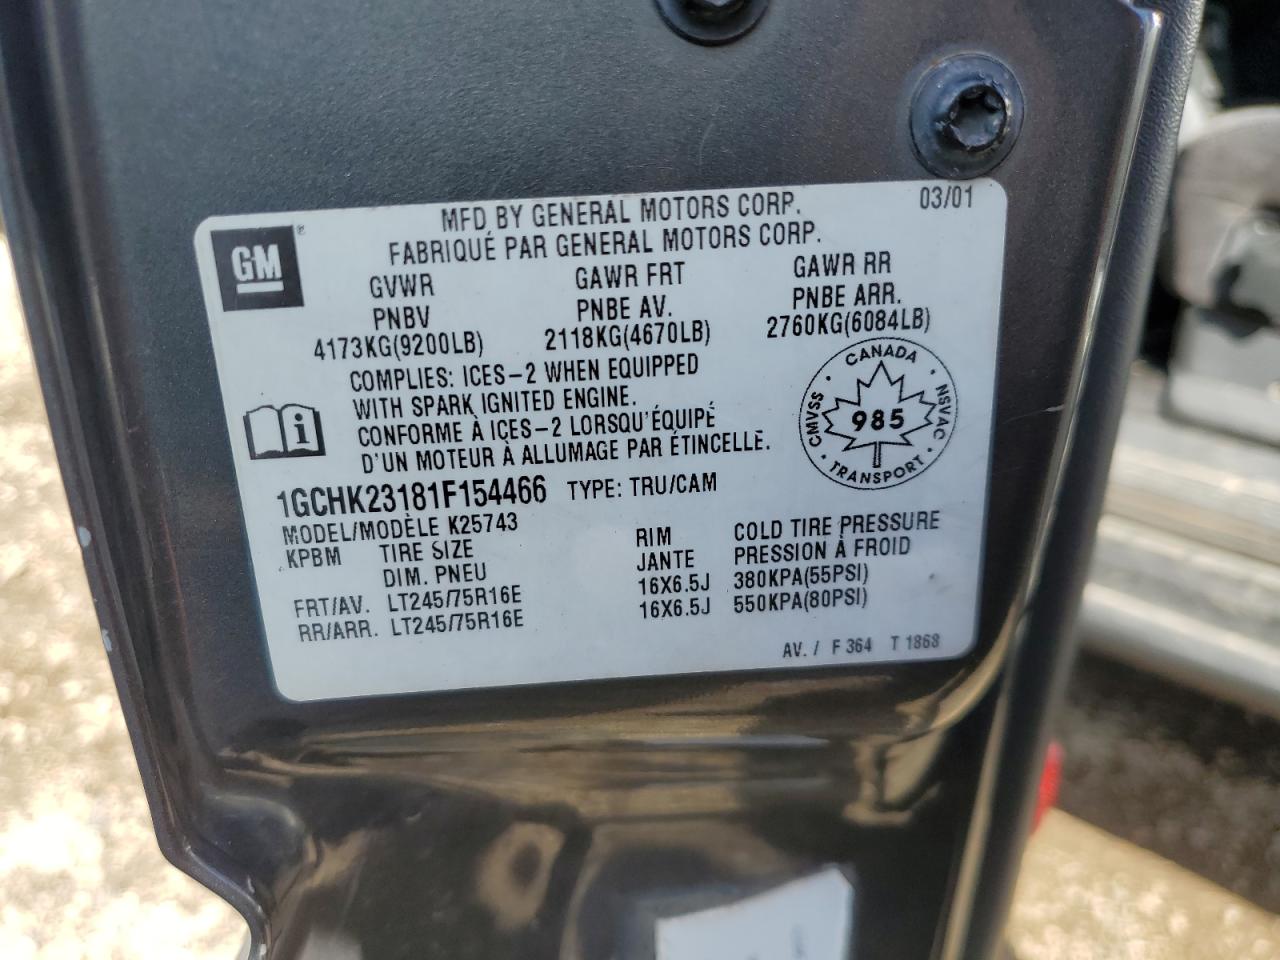 MFD BY GENERAL MOTORS CORP. 03/01
FABRIQUÉ PAR GENERAL MOTORS CORP.
GM®
GVWR GAWR FRT GAWR RR
PNBV PNBE AV. PNBE ARR.
4173KG(9200LB) 2118KG(4670LB) 2760KG(6084LB)
COMPLIES: ICES-2 WHEN EQUIPPED
WITH SPARK IGNITED ENGINE.
CONFORME À ICES-2 LORSQU'ÉQUIPÉ
D'UN MOTEUR À ALLUMAGE PAR ÉTINCELLE.
i
CANADA
CMVSS 985 NSVAC
TRANSPORT
1GCHK23181F154466 TYPE: TRU/CAM
MODEL/MODÈLE K25743
KPBM TIRE SIZE RIM COLD TIRE PRESSURE
DIM. PNEU JANTE PRESSION À FROID
FRT/AV. LT245/75R16E 16X6.5J 380KPA(55PSI)
RR/ARR. LT245/75R16E 16X6.5J 550KPA(80PSI)
AV. / F 364 T 1868